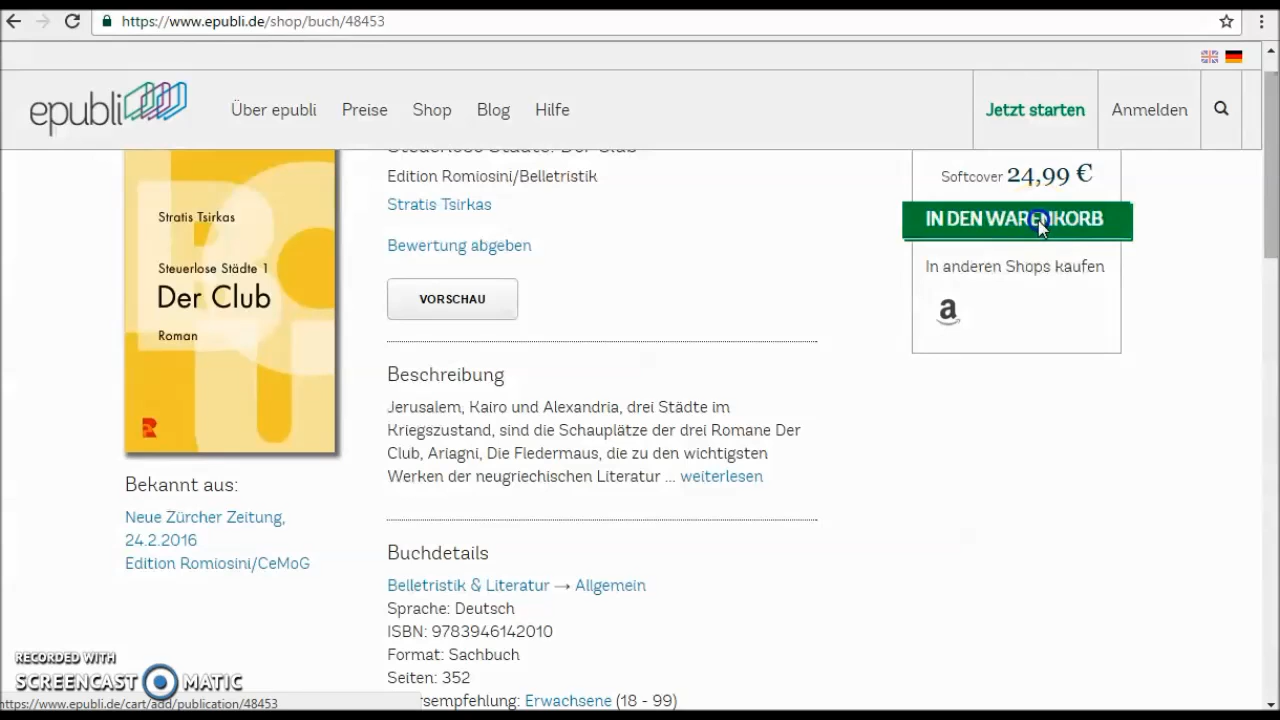 https://www.epubli.de/shop/buch/48453
epubli
Über epubli
Preise
Shop
Blog
Hilfe
Jetzt starten
Anmelden
Steuerlose Städte: Der Club
Edition Romiosini/Belletristik
Stratis Tsirkas
Bewertung abgeben
VORSCHAU
Softcover 24,99 €
IN DEN WARENKORB
In anderen Shops kaufen
a
Stratis Tsirkas
Steuerlose Städte 1
Der Club
Roman
Bekannt aus:
Neue Zürcher Zeitung,
24.2.2016
Edition Romiosini/CeMoG
Beschreibung
Jerusalem, Kairo und Alexandria, drei Städte im
Kriegszustand, sind die Schauplätze der drei Romane Der
Club, Ariagni, Die Fledermaus, die zu den wichtigsten
Werken der neugriechischen Literatur ... weiterlesen
Buchdetails
Belletristik & Literatur → Allgemein
Sprache: Deutsch
ISBN: 9783946142010
Format: Sachbuch
Seiten: 352
rsempfehlung: Erwachsene (18 - 99)
RECORDED WITH
SCREENCAST MATIC
https://www.epubli.de/cart/add/publication/48453